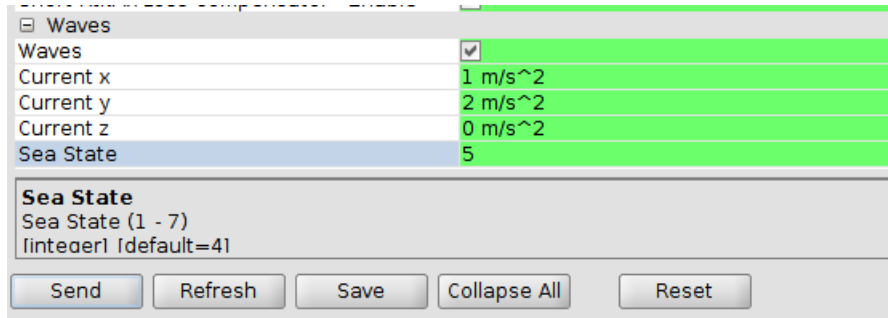 Waves
Waves
Current x 1 m/s^2
Current y 2 m/s^2
Current z 0 m/s^2
Sea State 5
Sea State
Sea State (1 - 7)
[integer] [default=4]
Send Refresh Save Collapse All Reset